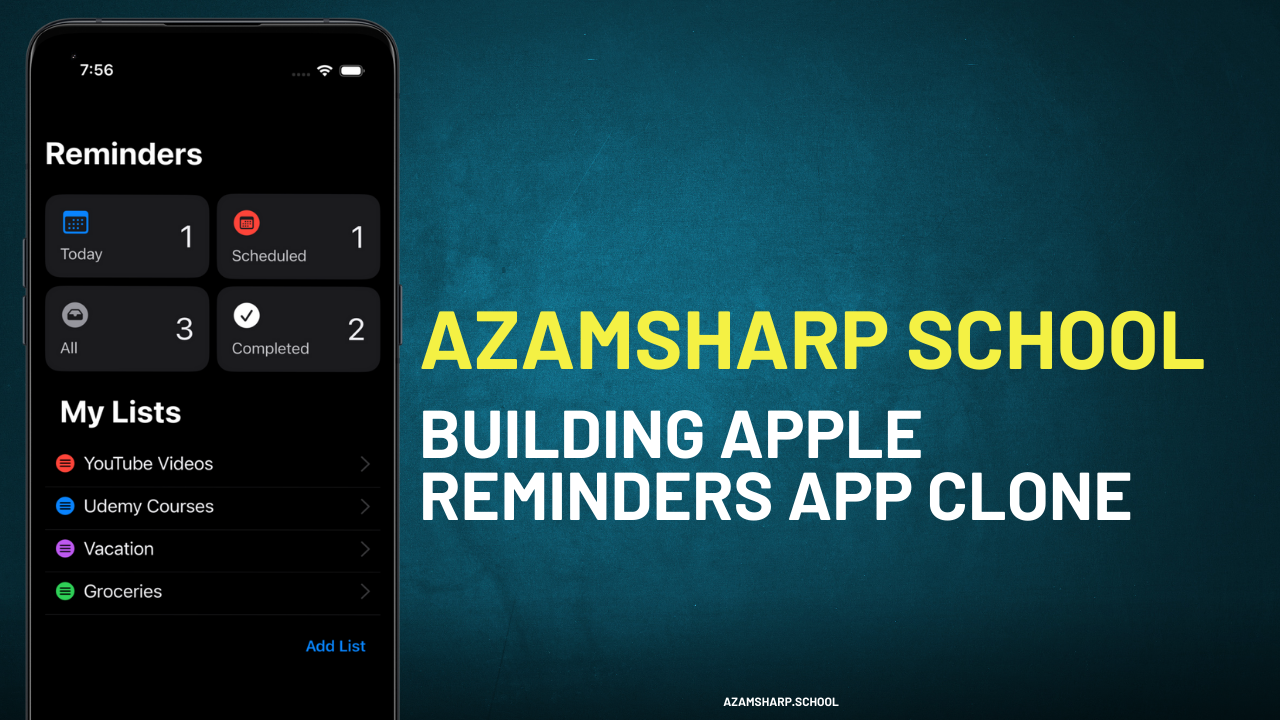 7:56
Reminders
Today
1
Scheduled
1
All
3
Completed
2
My Lists
YouTube Videos
Udemy Courses
Vacation
Groceries
Add List
AZAMSHARP SCHOOL
BUILDING APPLE
REMINDERS APP CLONE
AZAMSHARP.SCHOOL